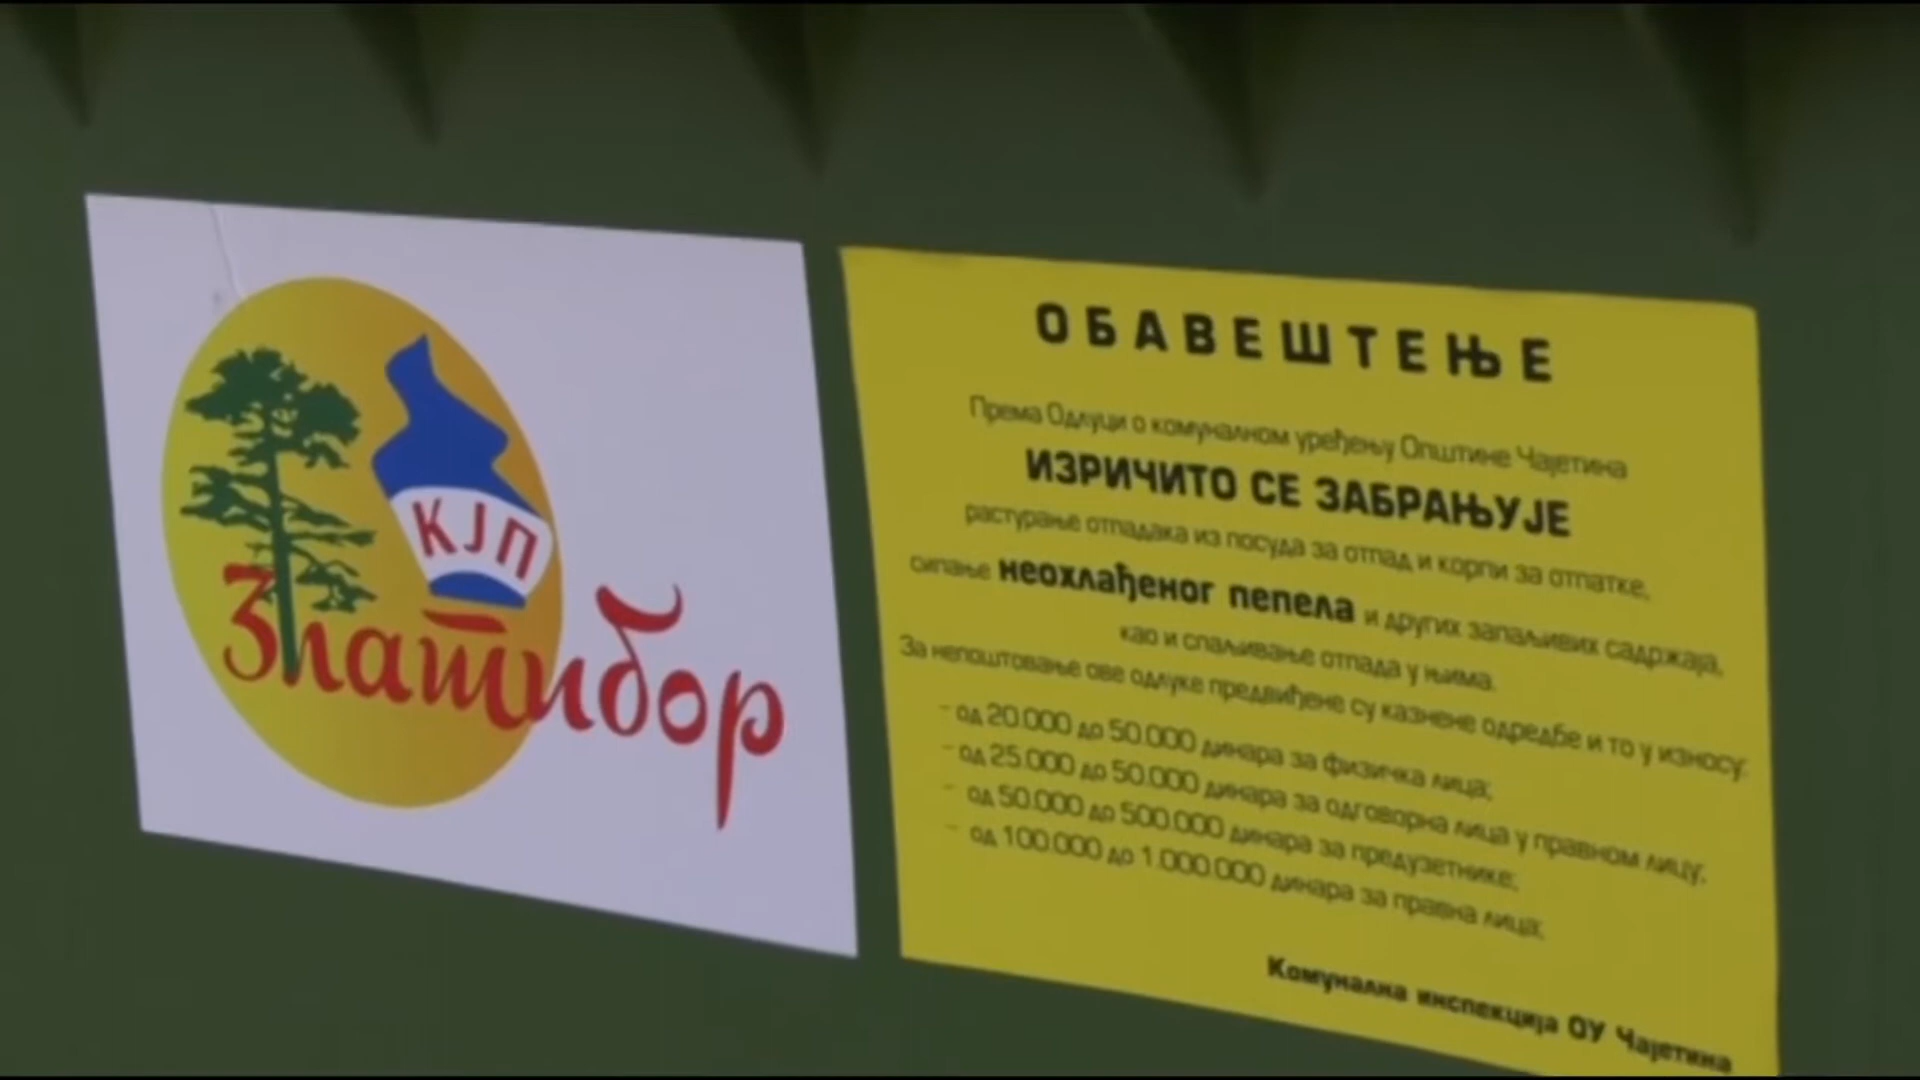 КЈП
Златибор
ОБАВЕШТЕЊЕ
Према Одлуци о комуналном уређењу Општине Чајетина
ИЗРИЧИТО СЕ ЗАБРАЊУЈЕ
растурање отпадака из посуда за отпад и корпи за отпатке,
сипање неохлађеног пепела и других запаљивих садржаја,
као и спаљивање отпада у њима.
За непоштовање ове одлуке предвиђене су казнене одредбе и то у износу:
- од 20.000 до 50.000 динара за физичка лица;
- од 25.000 до 50.000 динара за одговорна лица у правном лицу;
- од 50.000 до 500.000 динара за предузетнике;
- од 100.000 до 1.000.000 динара за правна лица;
Комунална инспекција ОУ Чајетина